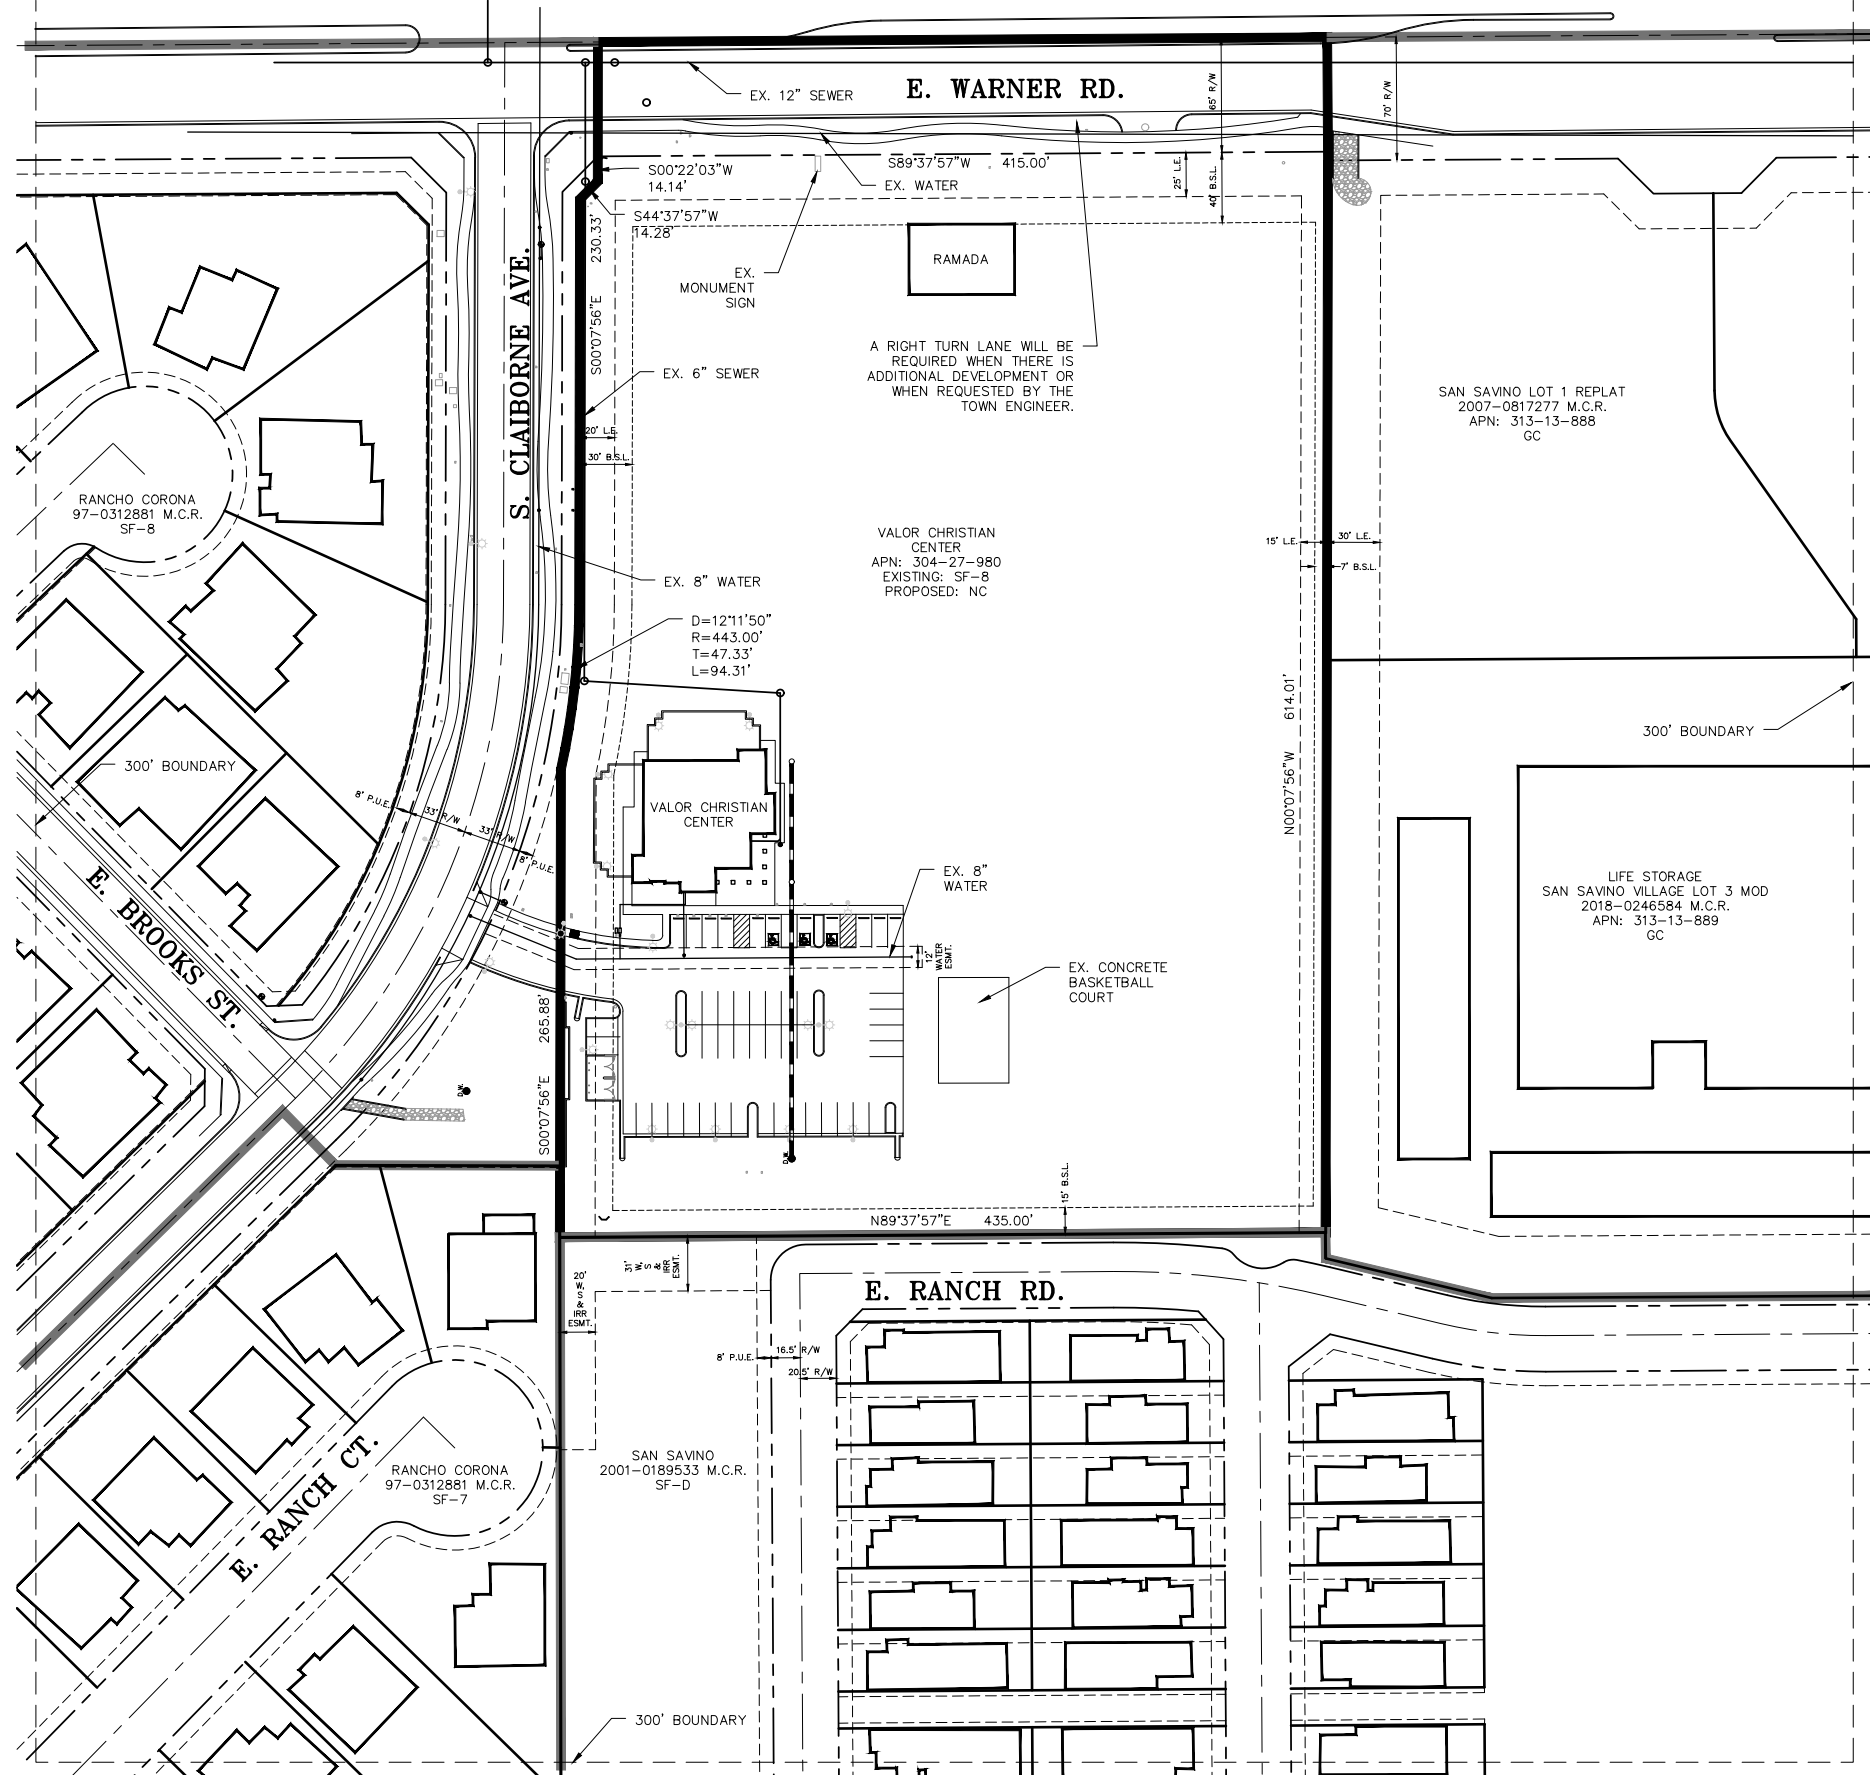 E. WARNER RD.
EX. 12" SEWER
65' R/W
70' R/W
S89°37'57"W 415.00'
S00°22'03"W
14.14'
EX. WATER
25' L.E.
40' B.S.L.
S44°37'57"W
14.28'
230.33'
S00°07'56"E
S. CLAIBORNE AVE.
RAMADA
EX.
MONUMENT
SIGN
A RIGHT TURN LANE WILL BE
REQUIRED WHEN THERE IS
ADDITIONAL DEVELOPMENT OR
WHEN REQUESTED BY THE
TOWN ENGINEER.
EX. 6" SEWER
20' L.E.
30' B.S.L.
SAN SAVINO LOT 1 REPLAT
2007-0817277 M.C.R.
APN: 313-13-888
GC
RANCHO CORONA
97-0312881 M.C.R.
SF-8
VALOR CHRISTIAN
CENTER
APN: 304-27-980
EXISTING: SF-8
PROPOSED: NC
15' L.E.
30' L.E.
7' B.S.L.
EX. 8" WATER
D=12°11'50"
R=443.00'
T=47.33'
L=94.31'
N00°07'56"W 614.01'
300' BOUNDARY
300' BOUNDARY
8' P.U.E.
33' R/W
33' R/W
8' P.U.E.
VALOR CHRISTIAN
CENTER
EX. 8"
WATER
LIFE STORAGE
SAN SAVINO VILLAGE LOT 3 MOD
2018-0246584 M.C.R.
APN: 313-13-889
GC
E. BROOKS ST.
12'
WATER
ESMT.
EX. CONCRETE
BASKETBALL
COURT
S00°07'56"E 265.88'
D.W.
D.W.
15' B.S.L.
N89°37'57"E 435.00'
31'
W,
S
&
IRR
ESMT.
20'
W,
S
&
IRR
ESMT.
E. RANCH RD.
8' P.U.E.
16.5' R/W
20.5' R/W
E. RANCH CT.
RANCHO CORONA
97-0312881 M.C.R.
SF-7
SAN SAVINO
2001-0189533 M.C.R.
SF-D
300' BOUNDARY